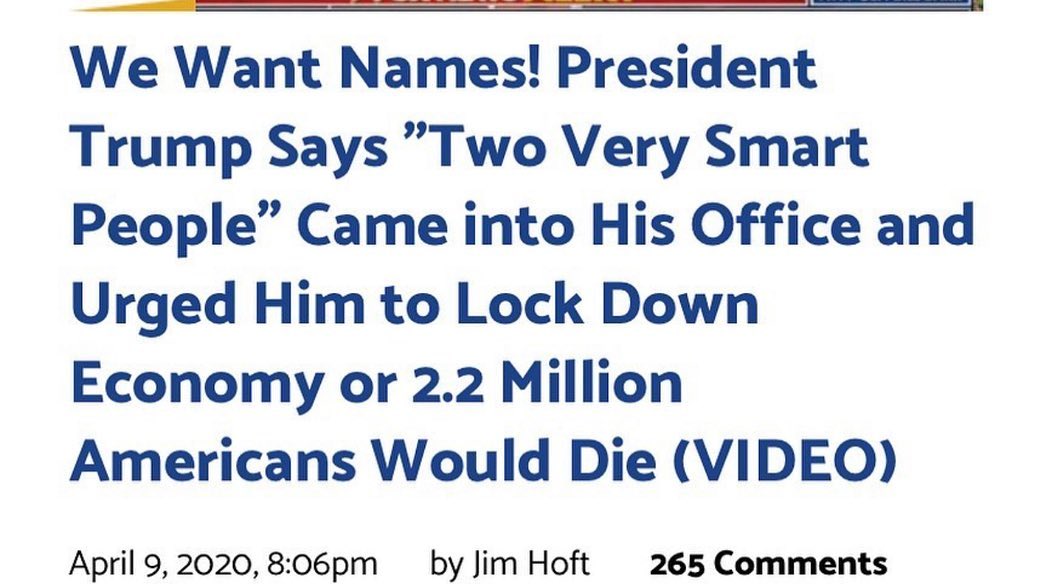 We Want Names! President
Trump Says ”Two Very Smart
People” Came into His Office and
Urged Him to Lock Down
Economy or 2.2 Million
Americans Would Die (VIDEO)
April 9, 2020, 8:06pm by Jim Hoft 265 Comments